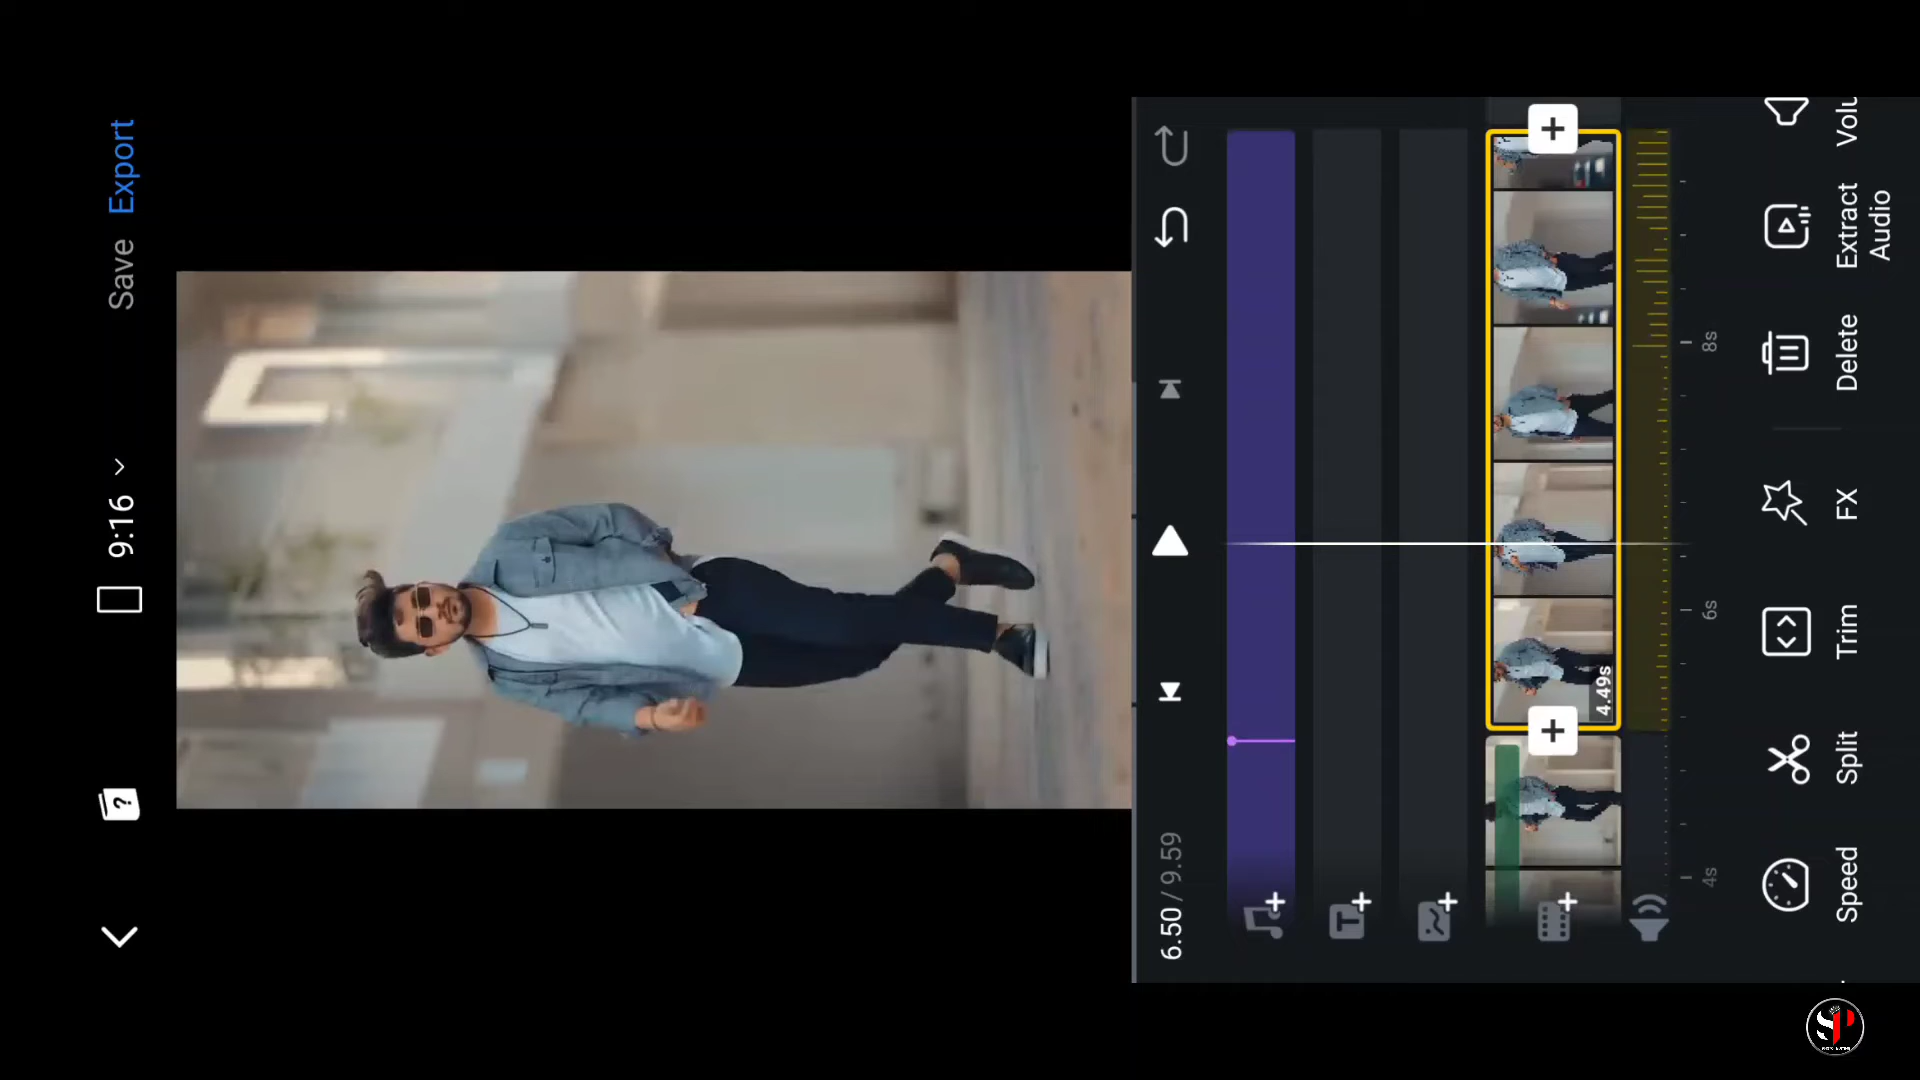 9:16
Save
Export
6.50 / 9.59
4.49s
4s
6s
8s
Speed
Split
Trim
FX
Delete
Extract
Audio
Volu
SP